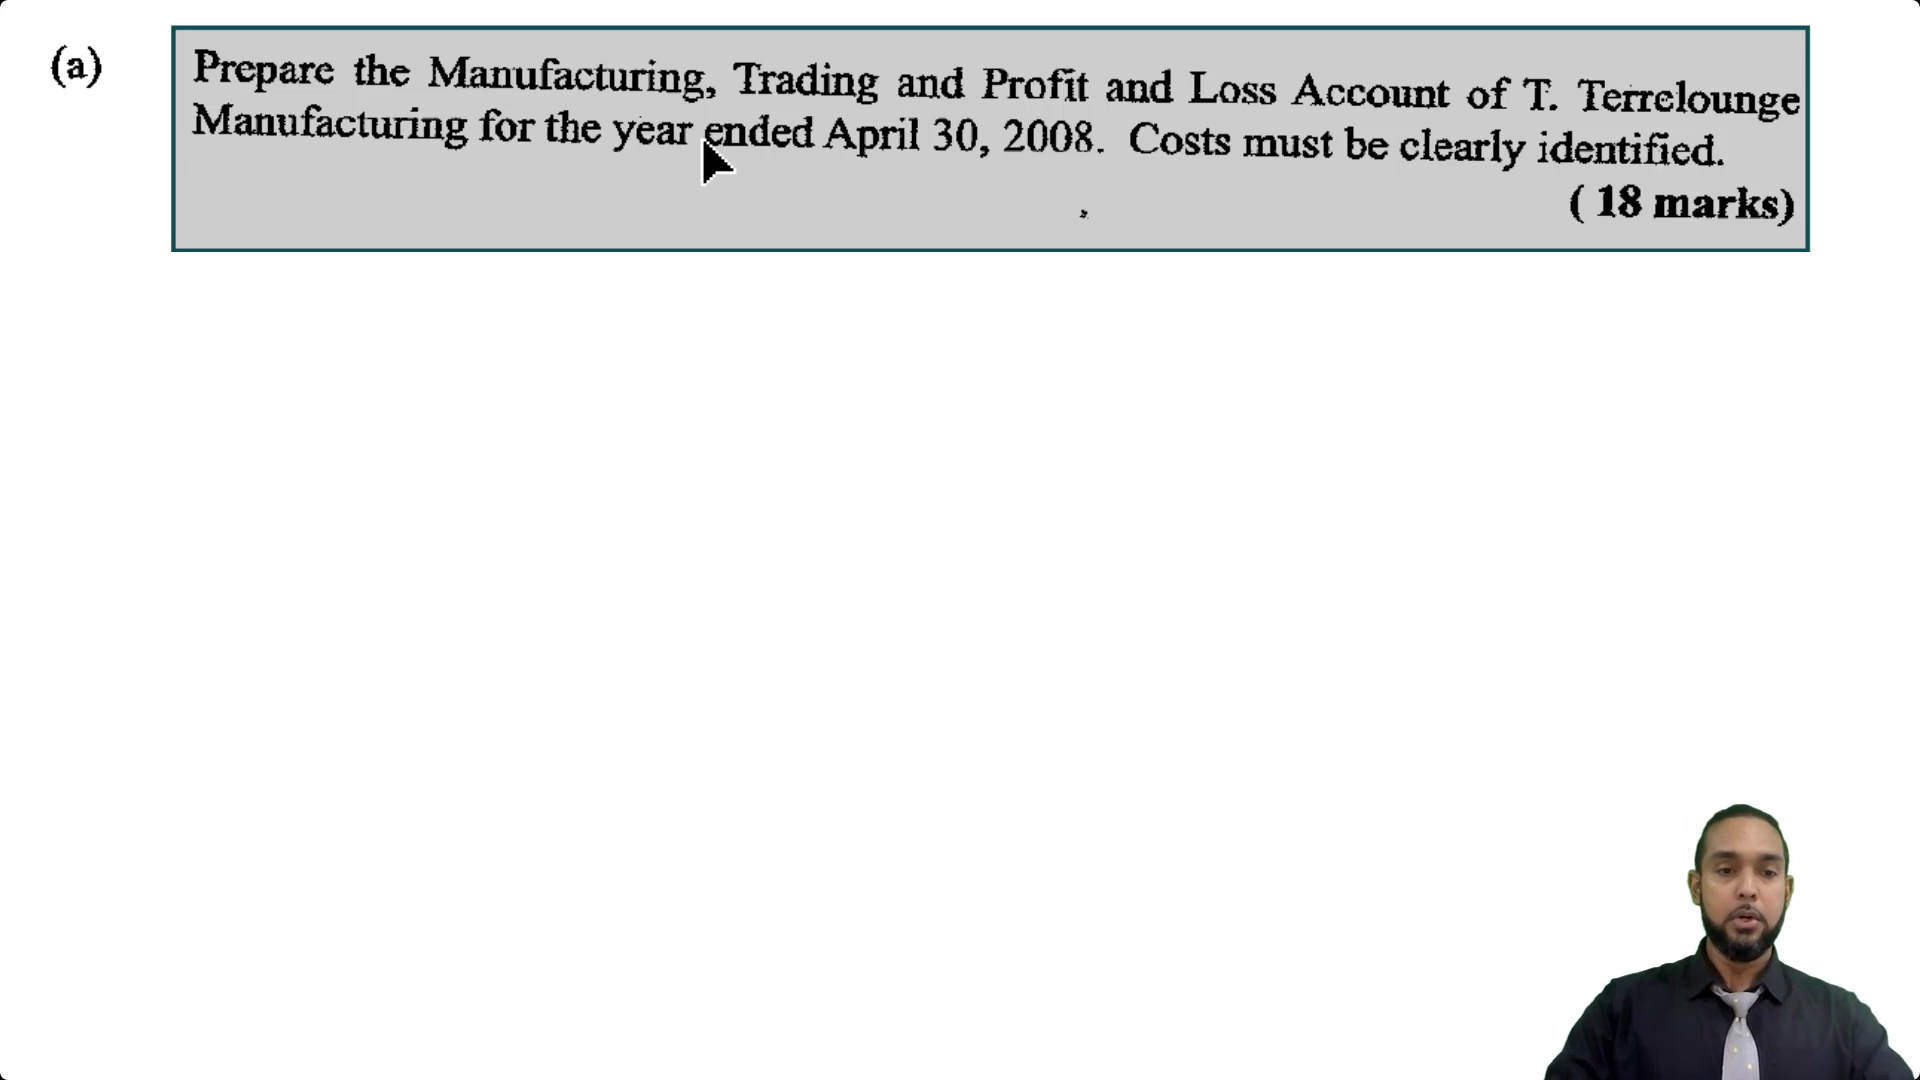 (a) Prepare the Manufacturing, Trading and Profit and Loss Account of T. Terrelounge
Manufacturing for the year ended April 30, 2008. Costs must be clearly identified.
( 18 marks)